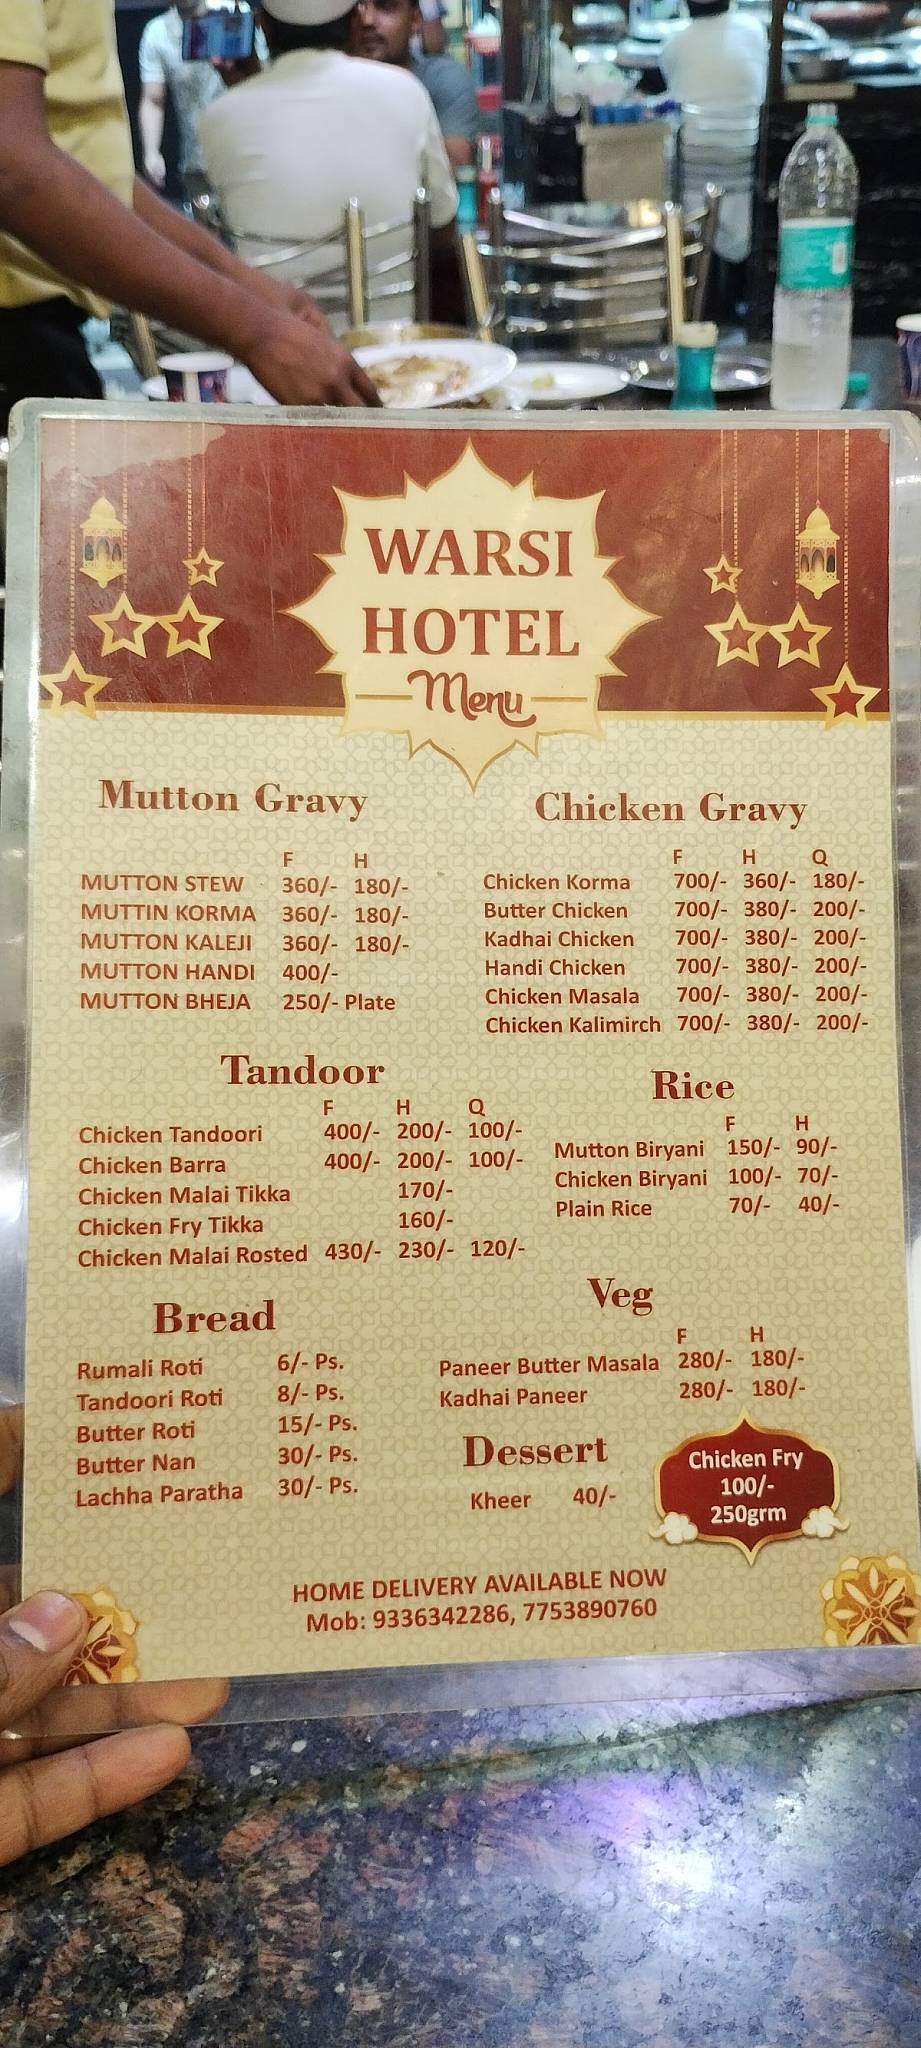 WARSI
HOTEL
Menu
Mutton Gravy
F H
MUTTON STEW 360/- 180/-
MUTTIN KORMA 360/- 180/-
MUTTON KALEJI 360/- 180/-
MUTTON HANDI 400/-
MUTTON BHEJA 250/- Plate
Chicken Gravy
F H Q
Chicken Korma 700/- 360/- 180/-
Butter Chicken 700/- 380/- 200/-
Kadhai Chicken 700/- 380/- 200/-
Handi Chicken 700/- 380/- 200/-
Chicken Masala 700/- 380/- 200/-
Chicken Kalimirch 700/- 380/- 200/-
Tandoor
F H Q
Chicken Tandoori 400/- 200/- 100/-
Chicken Barra 400/- 200/- 100/-
Chicken Malai Tikka 170/-
Chicken Fry Tikka 160/-
Chicken Malai Rosted 430/- 230/- 120/-
Rice
F H
Mutton Biryani 150/- 90/-
Chicken Biryani 100/- 70/-
Plain Rice 70/- 40/-
Bread
Rumali Roti 6/- Ps.
Tandoori Roti 8/- Ps.
Butter Roti 15/- Ps.
Butter Nan 30/- Ps.
Lachha Paratha 30/- Ps.
Veg
F H
Paneer Butter Masala 280/- 180/-
Kadhai Paneer 280/- 180/-
Dessert
Kheer 40/-
Chicken Fry
100/-
250grm
HOME DELIVERY AVAILABLE NOW
Mob: 9336342286, 7753890760